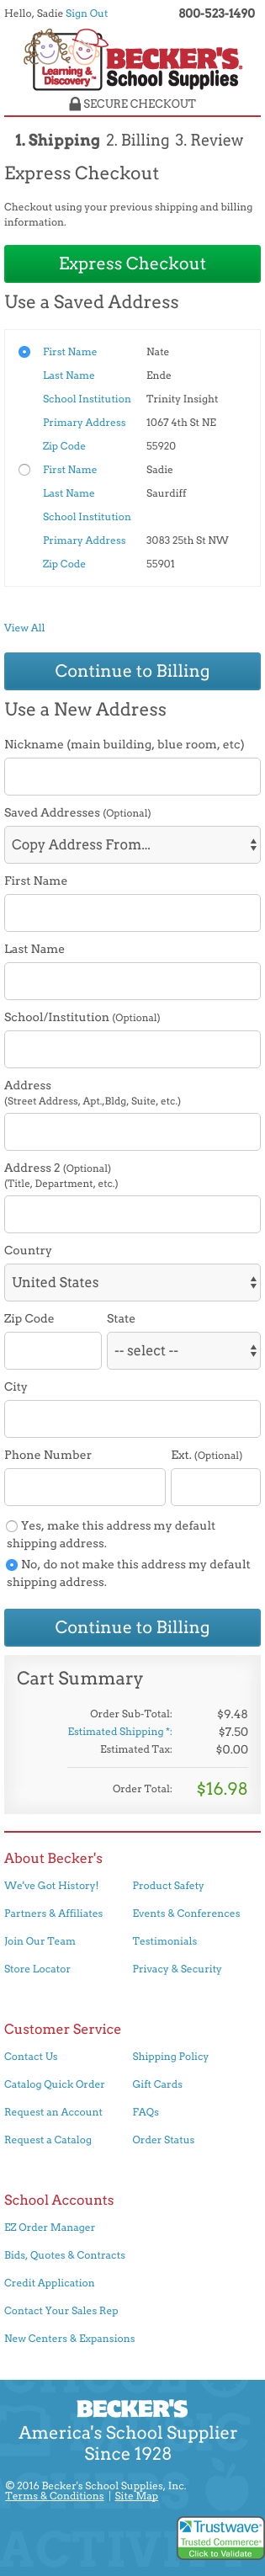 Hello, Sadie Sign Out 800-523-1490
Learning & Discovery BECKER'S School Supplies
SECURE CHECKOUT
1. Shipping 2. Billing 3. Review
Express Checkout
Checkout using your previous shipping and billing
information.
Express Checkout
Use a Saved Address
First Name Nate
Last Name Ende
School Institution Trinity Insight
Primary Address 1067 4th St NE
Zip Code 55920
First Name Sadie
Last Name Saurdiff
School Institution
Primary Address 3083 25th St NW
Zip Code 55901
View All
Continue to Billing
Use a New Address
Nickname (main building, blue room, etc)
Saved Addresses (Optional)
Copy Address From...
First Name
Last Name
School/Institution (Optional)
Address
(Street Address, Apt.,Bldg, Suite, etc.)
Address 2 (Optional)
(Title, Department, etc.)
Country
United States
Zip Code State
-- select --
City
Phone Number Ext. (Optional)
Yes, make this address my default
shipping address.
No, do not make this address my default
shipping address.
Continue to Billing
Cart Summary
Order Sub-Total: $9.48
Estimated Shipping *: $7.50
Estimated Tax: $0.00
Order Total: $16.98
About Becker's
We've Got History! Product Safety
Partners & Affiliates Events & Conferences
Join Our Team Testimonials
Store Locator Privacy & Security
Customer Service
Contact Us Shipping Policy
Catalog Quick Order Gift Cards
Request an Account FAQs
Request a Catalog Order Status
School Accounts
EZ Order Manager
Bids, Quotes & Contracts
Credit Application
Contact Your Sales Rep
New Centers & Expansions
BECKER'S
America's School Supplier
Since 1928
© 2016 Becker's School Supplies, Inc.
Terms & Conditions | Site Map
Trustwave®
Trusted Commerce®
Click to Validate